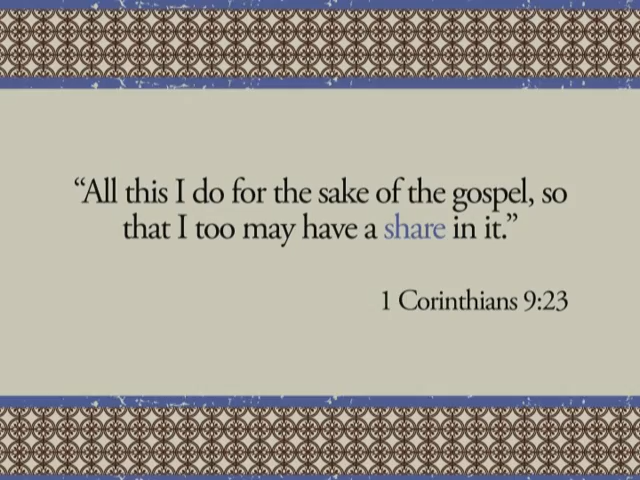 “All this I do for the sake of the gospel, so
that I too may have a share in it.”
1 Corinthians 9:23